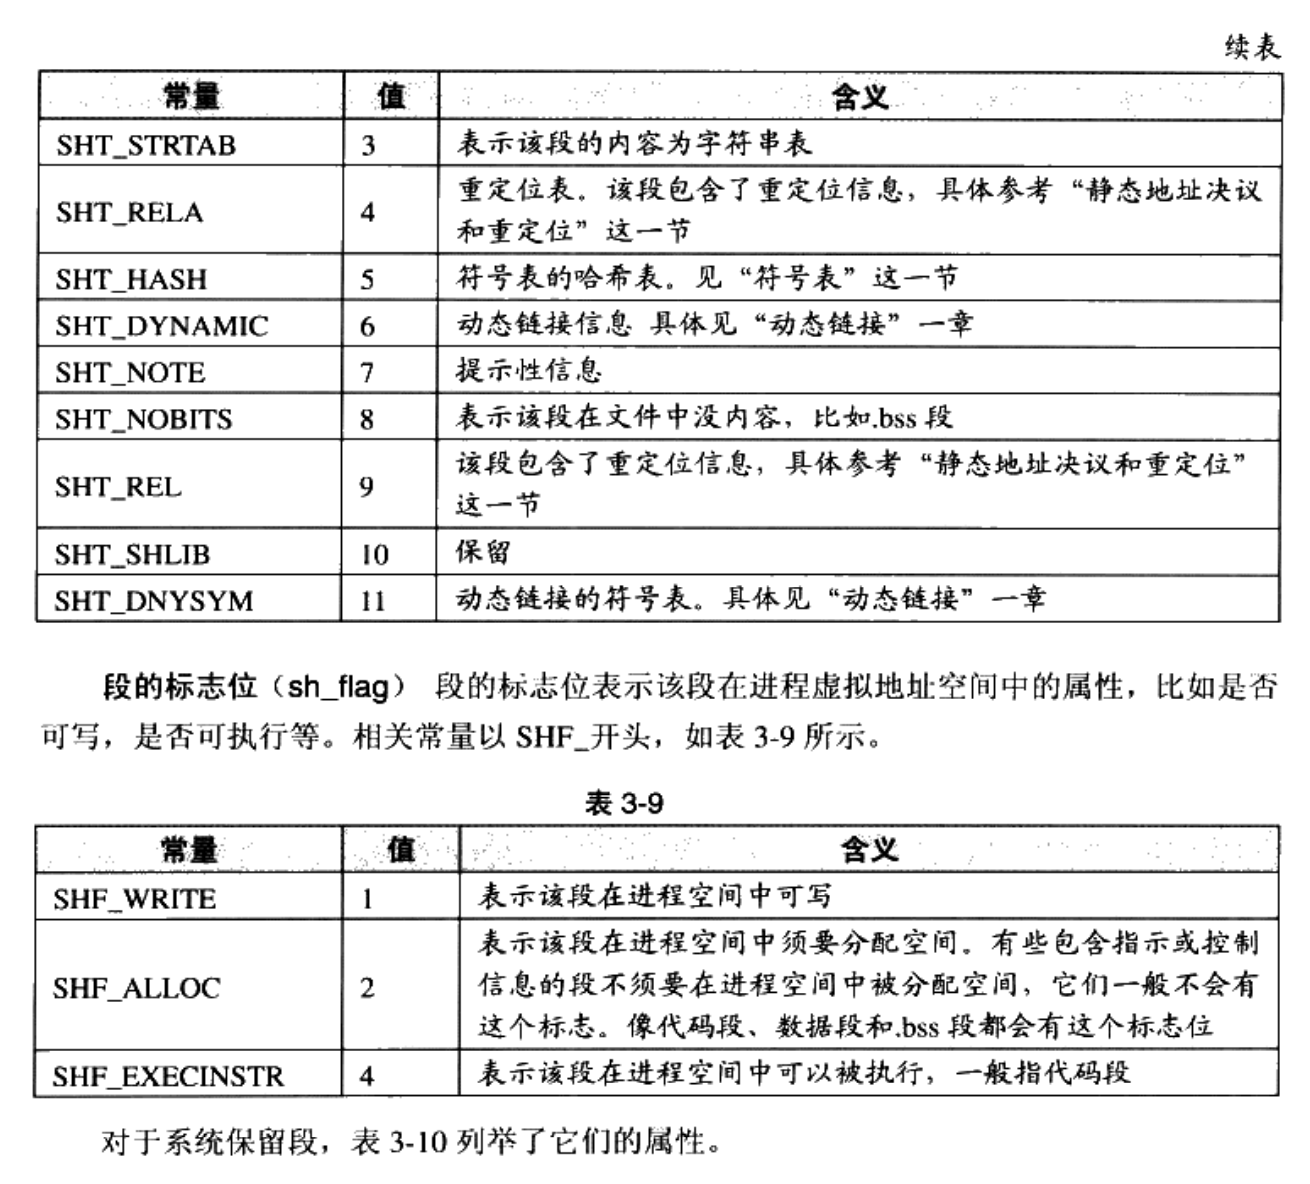 续表
常量 值 含义
SHT_STRTAB 3 表示该段的内容为字符串表
SHT_RELA 4 重定位表。该段包含了重定位信息，具体参考“静态地址决议
和重定位”这一节
SHT_HASH 5 符号表的哈希表。见“符号表”这一节
SHT_DYNAMIC 6 动态链接信息 具体见“动态链接”一章
SHT_NOTE 7 提示性信息
SHT_NOBITS 8 表示该段在文件中没内容，比如.bss 段
SHT_REL 9 该段包含了重定位信息，具体参考“静态地址决议和重定位”
这一节
SHT_SHLIB 10 保留
SHT_DNYSYM 11 动态链接的符号表。具体见“动态链接”一章
段的标志位（sh_flag） 段的标志位表示该段在进程虚拟地址空间中的属性，比如是否
可写，是否可执行等。相关常量以 SHF_开头，如表 3-9 所示。
表 3-9
常量 值 含义
SHF_WRITE 1 表示该段在进程空间中可写
SHF_ALLOC 2 表示该段在进程空间中须要分配空间。有些包含指示或控制
信息的段不须要在进程空间中被分配空间，它们一般不会有
这个标志。像代码段、数据段和.bss 段都会有这个标志位
SHF_EXECINSTR 4 表示该段在进程空间中可以被执行，一般指代码段
对于系统保留段，表 3-10 列举了它们的属性。